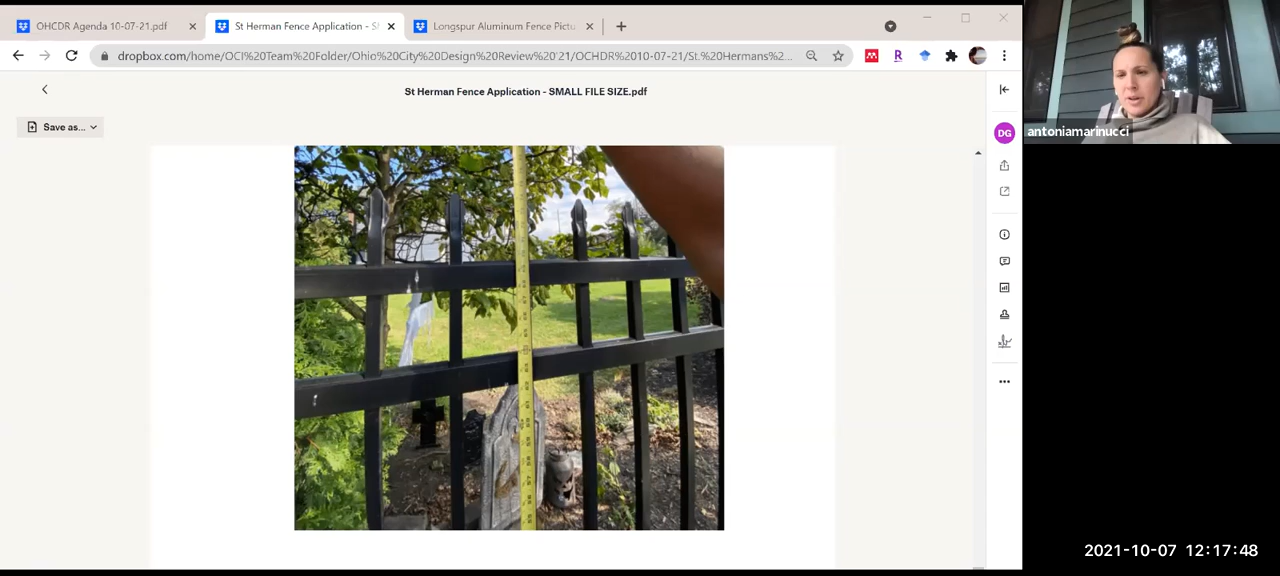 OHCDR Agenda 10-07-21.pdf
St Herman Fence Application - S
Longspur Aluminum Fence Pictu
dropbox.com/home/OCI%20Team%20Folder/Ohio%20City%20Design%20Review%20'21/OCHDR%2010-07-21/St.%20Hermans%2...
St Herman Fence Application - SMALL FILE SIZE.pdf
Save as...
DG
antoniamarinucci
2021-10-07 12:17:48